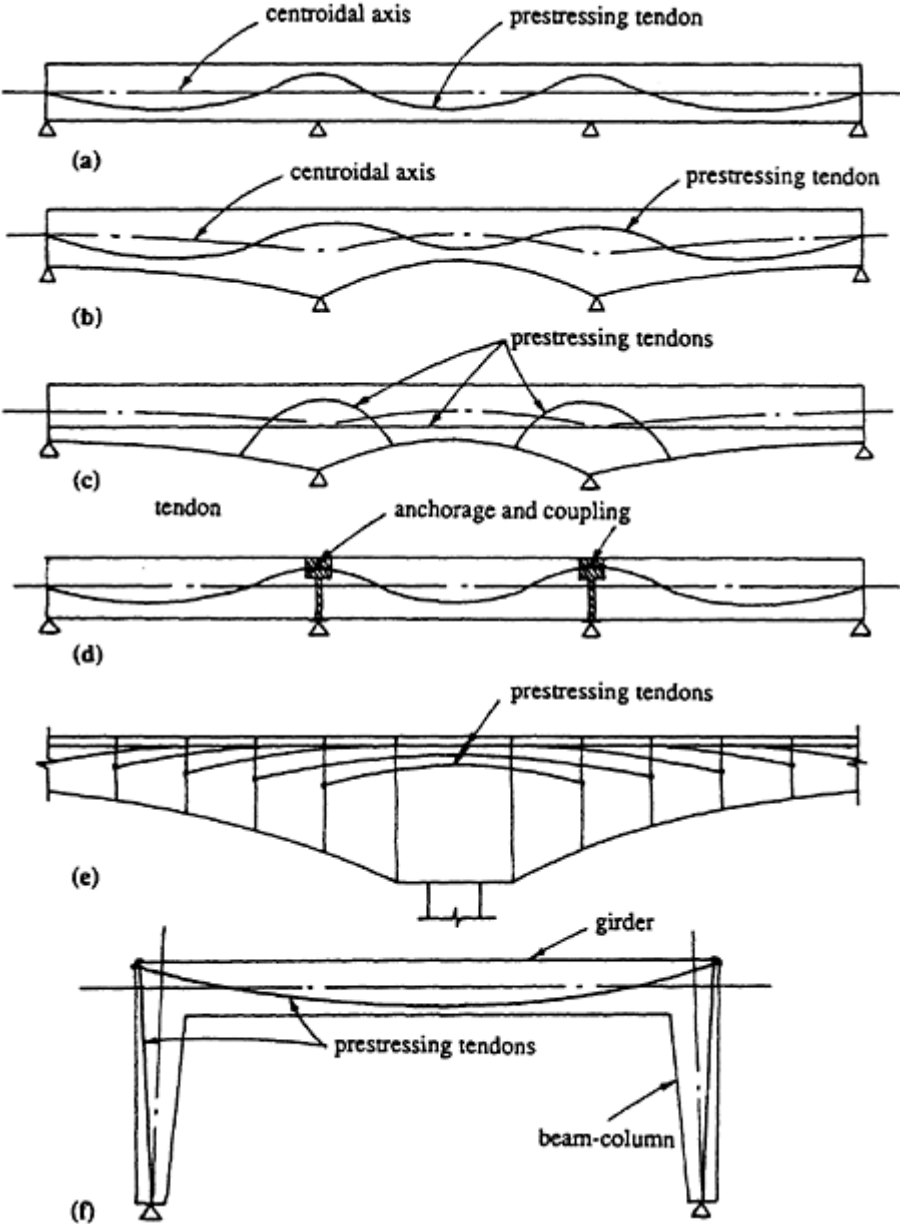 centroidal axis
prestressing tendon
(a)
centroidal axis
prestressing tendon
(b)
prestressing tendons
(c)
tendon
anchorage and coupling
(d)
prestressing tendons
(e)
girder
prestressing tendons
beam-column
(f)